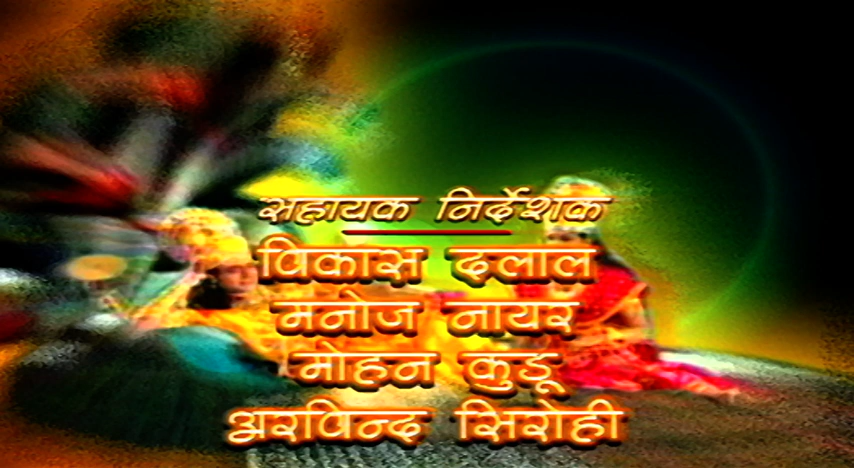 सहायक निर्देशक
विकास दलाल
मनोज नायर
मोहन कुडू
अरविन्द सिरोही